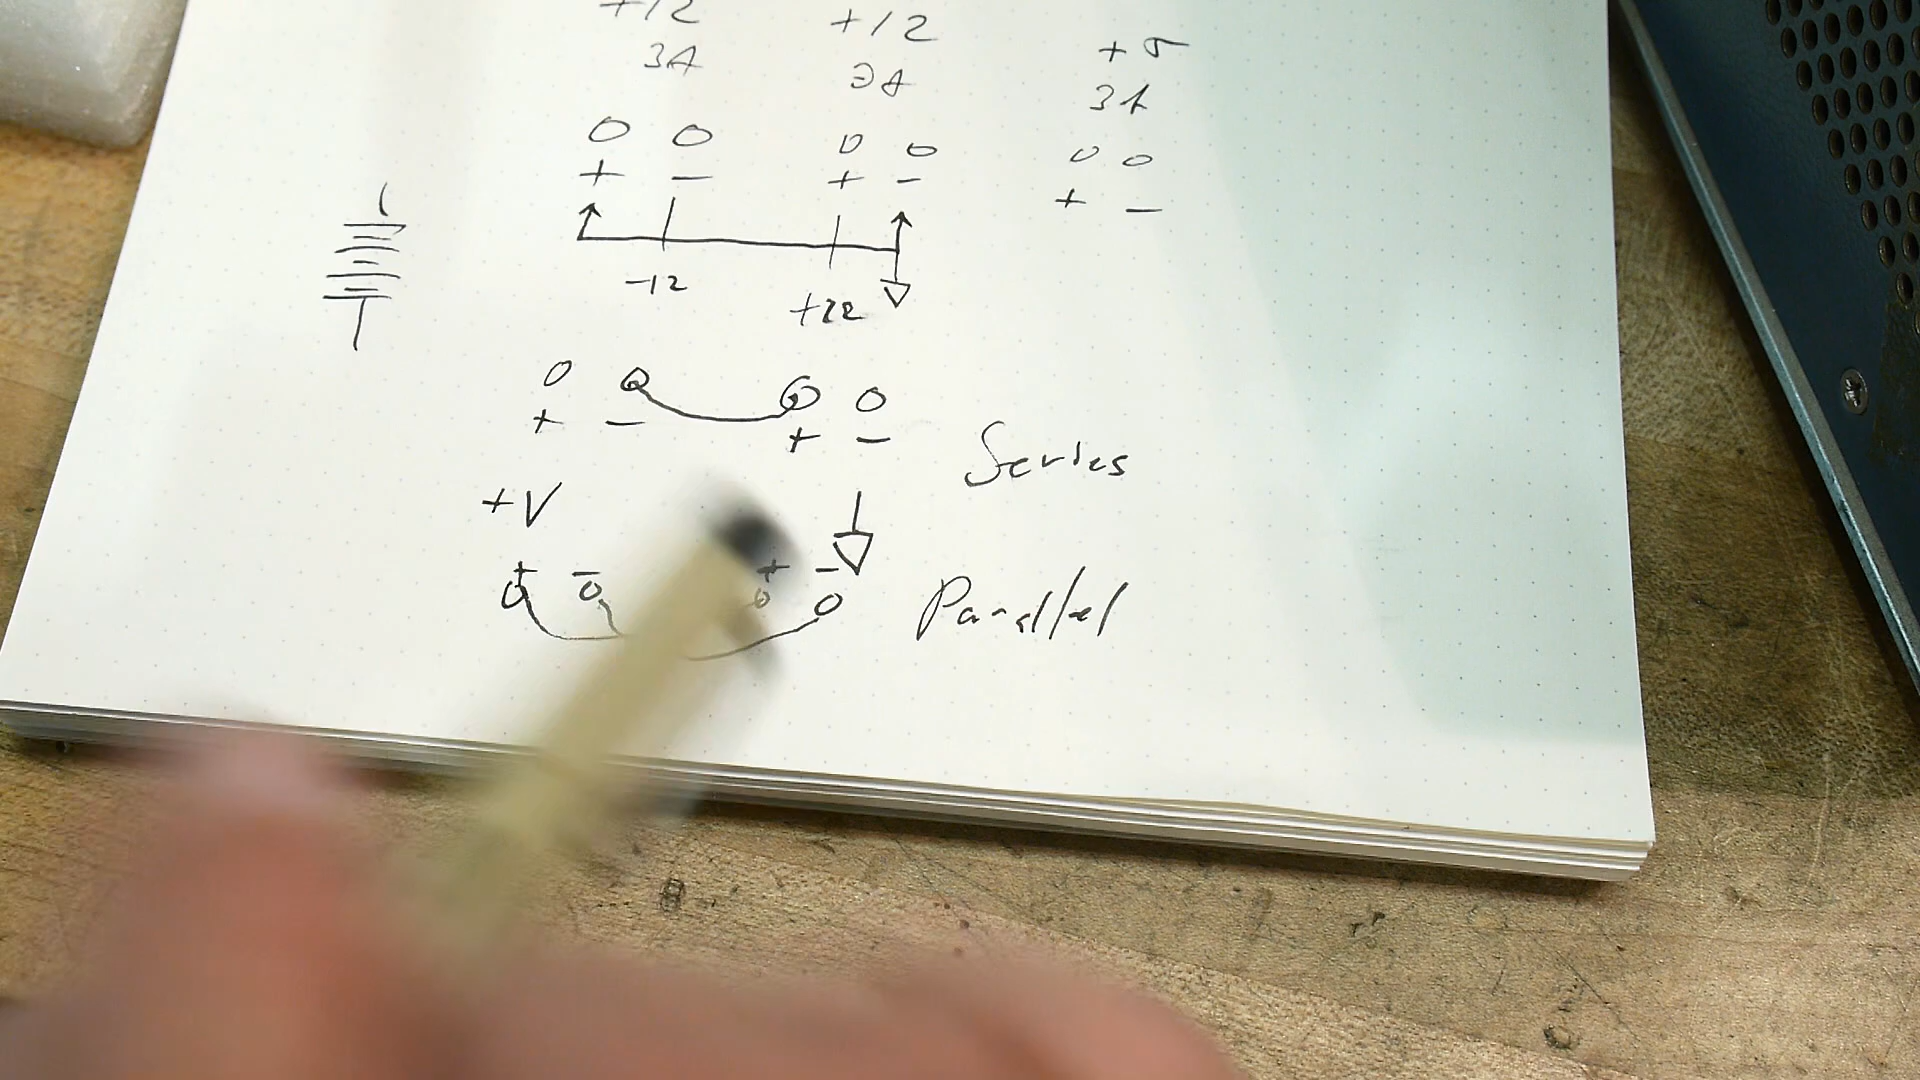 +12 +12 +5
3A 3A 3A
O O O O O O
+ - + - + -
-12
+12
O O O O
+ - + -
Series
+V
+ - + -
O O O O
Parallel